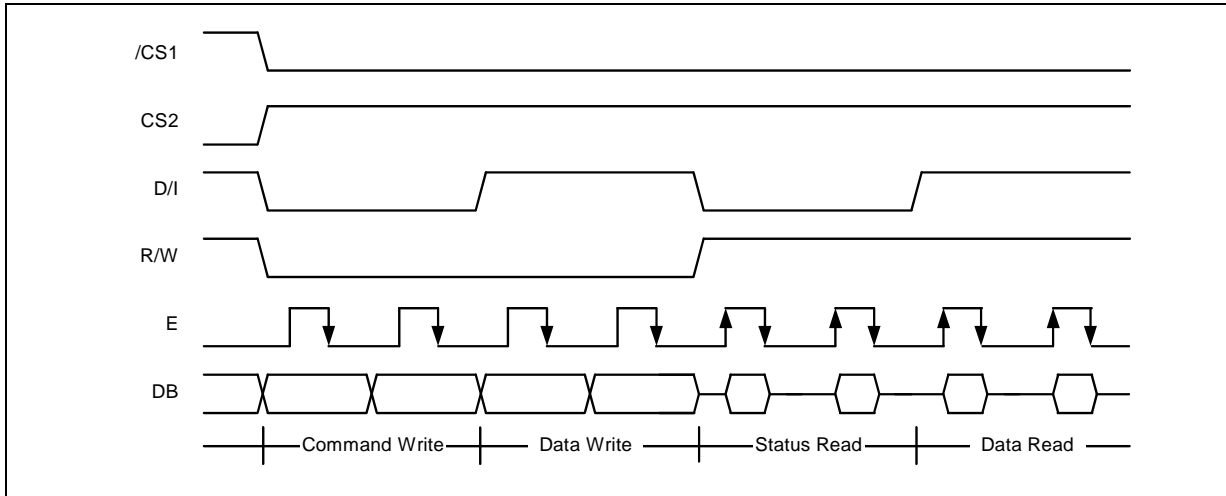 /CS1
CS2
D/I
R/W
E
DB
Command Write
Data Write
Status Read
Data Read